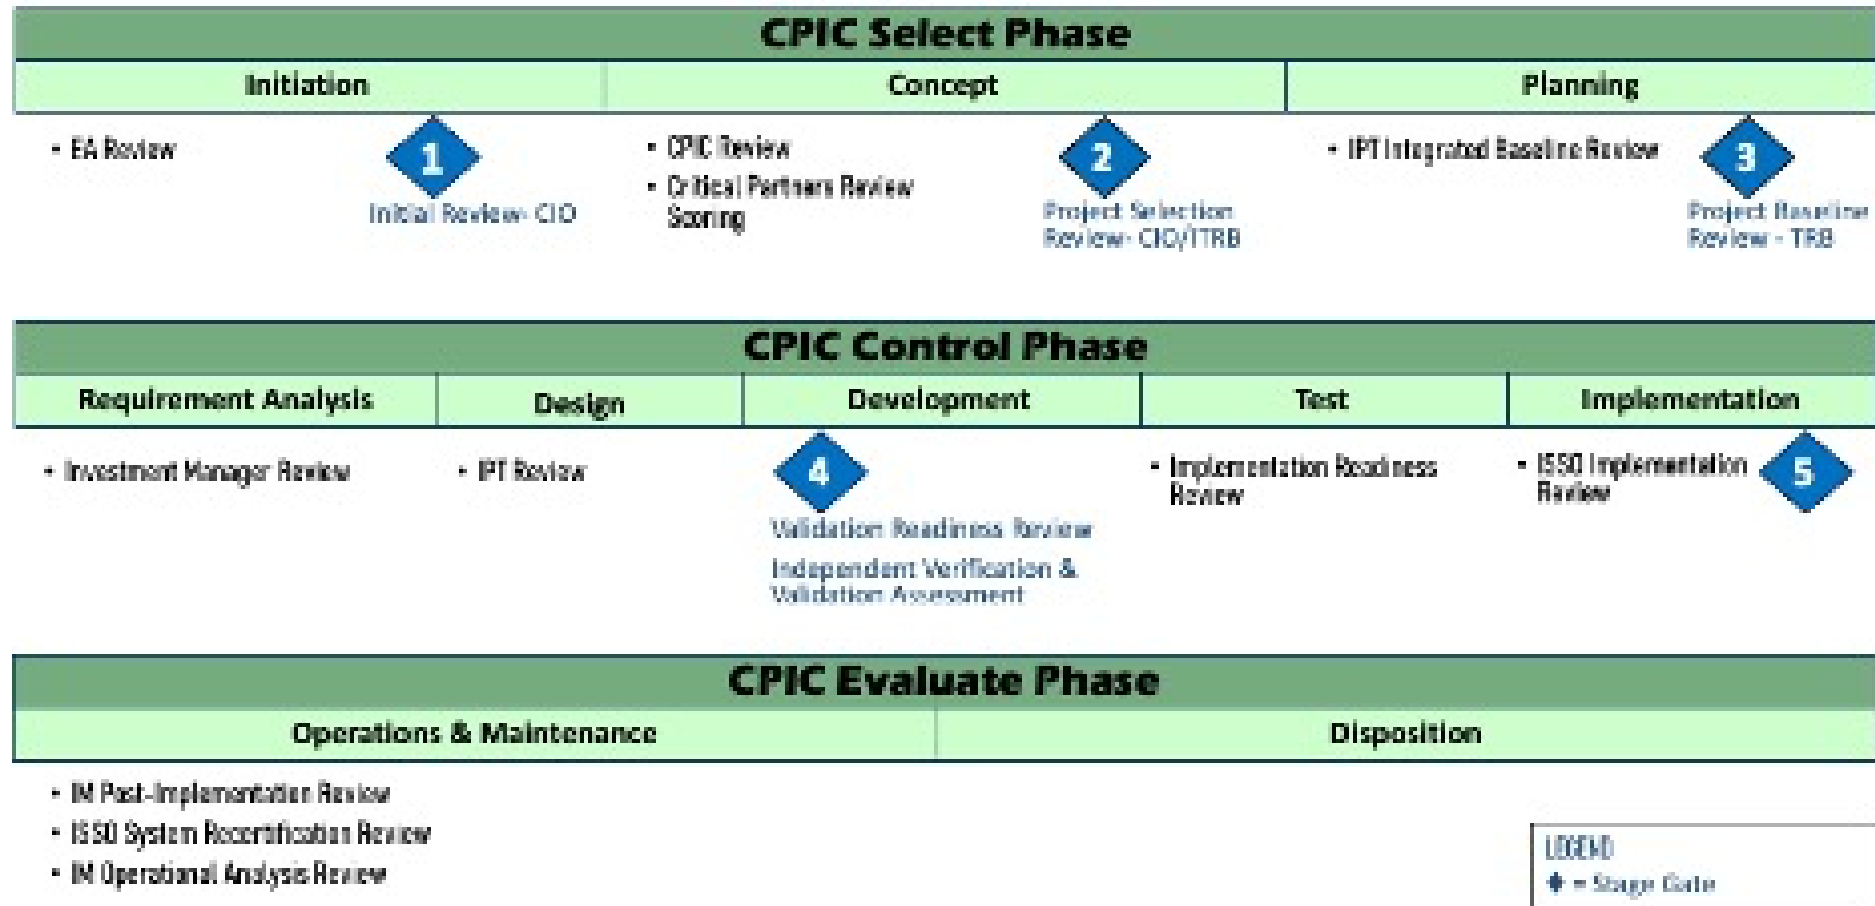 CPIC Select Phase
Initiation
Concept
Planning
• EA Review
1
Initial Review- CIO
• CPIC Review
• Critical Partners Review
Scoring
2
Project Selection
Review- CIO/ITRB
• IPT Integrated Baseline Review
3
Project Baseline
Review - TRB
CPIC Control Phase
Requirement Analysis
Design
Development
Test
Implementation
• Investment Manager Review
• IPT Review
4
Validation Readiness Review
Independent Verification &
Validation Assessment
• Implementation Readiness
Review
• ISSO Implementation
Review
5
CPIC Evaluate Phase
Operations & Maintenance
Disposition
• IM Post-Implementation Review
• ISSO System Recertification Review
• IM Operational Analysis Review
LEGEND
= Stage Gate